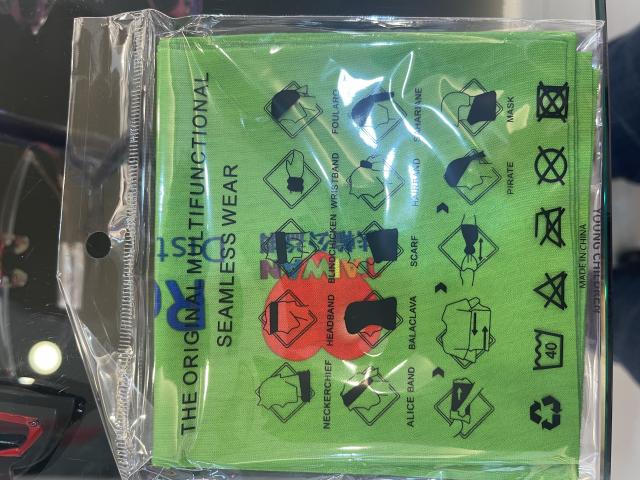 THE ORIGINAL MULTIFUNCTIONAL
SEAMLESS WEAR
NECKERCHIEF HEADBAND BLINDCHICKEN WRISTBAND FOULARD
TAIWAN
ALICE BAND BALACLAVA SCARF HAIRBAND SAHARIANE
PIRATE MASK
40
MADE IN CHINA
YOUNG CHILDREN